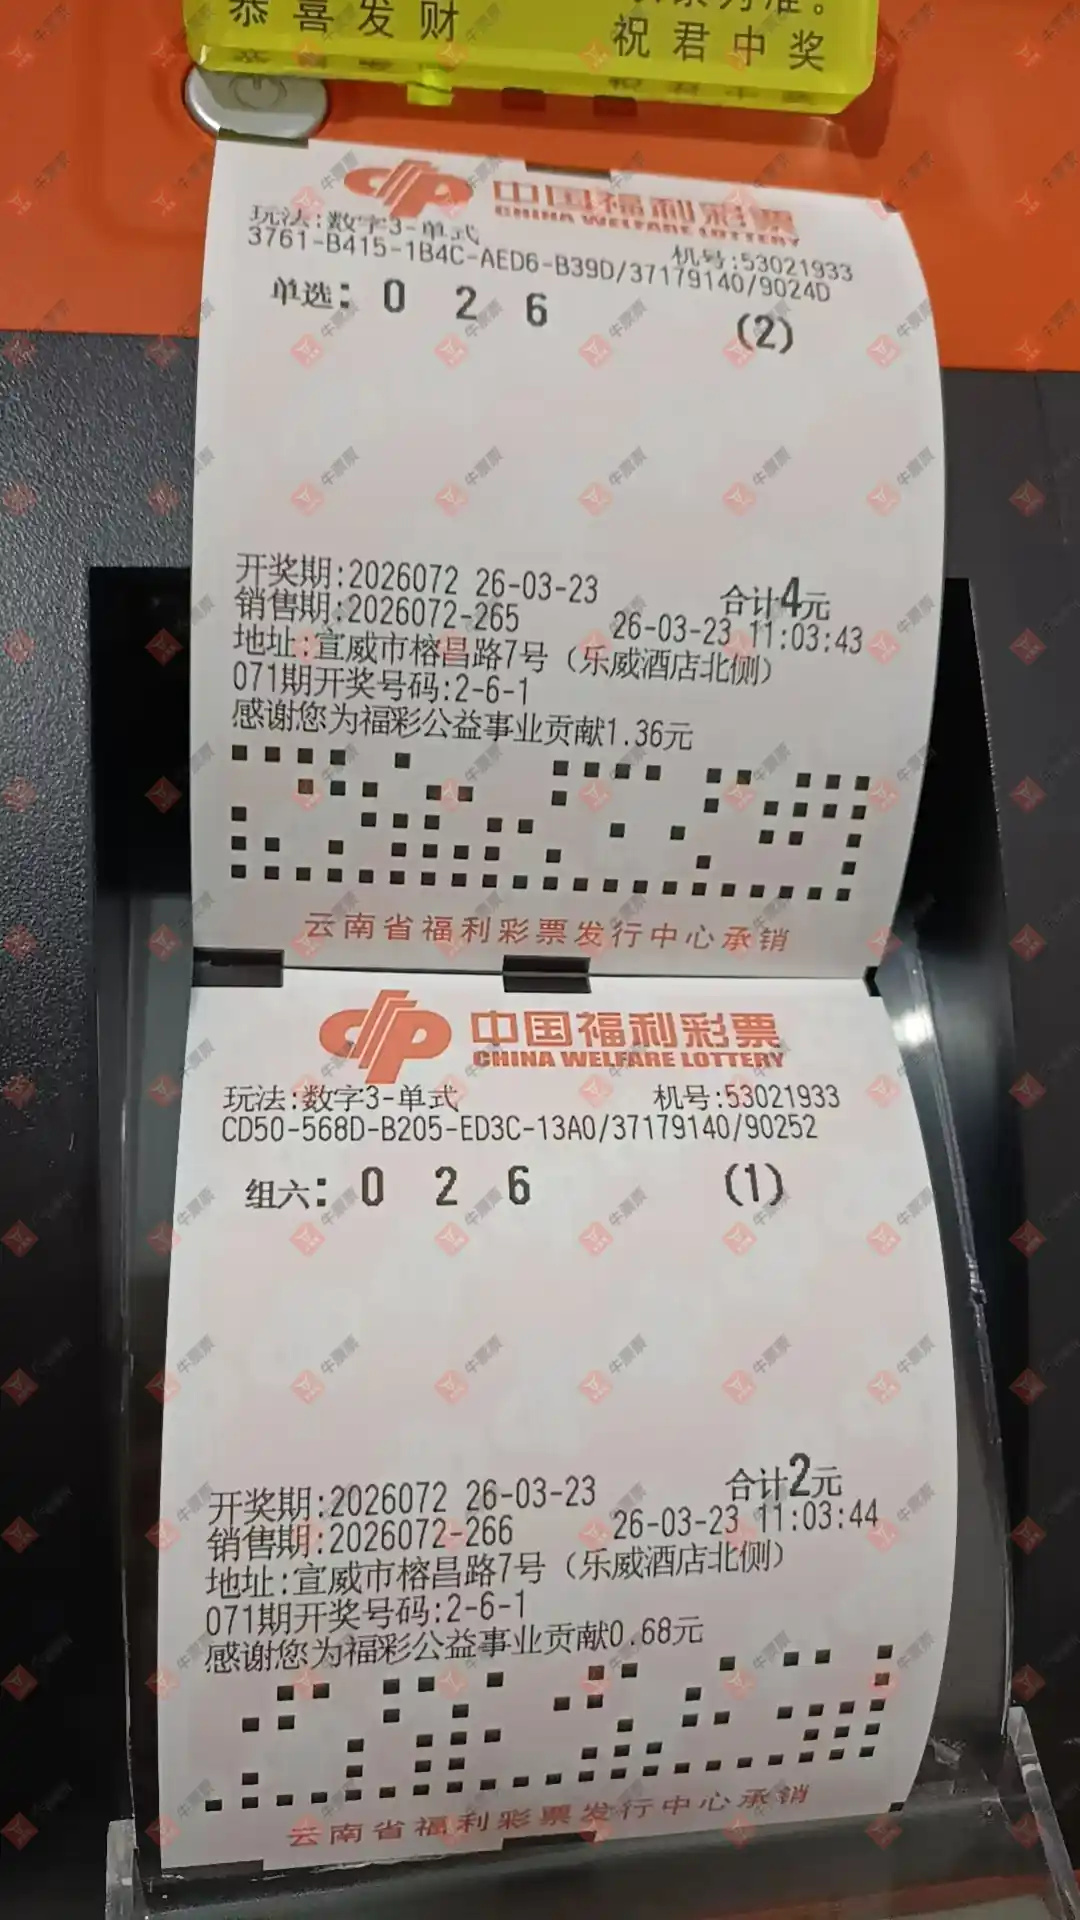 恭喜发财
祝君中奖
中国福利彩票
CHINA WELFARE LOTTERY
玩法:数字3-单式
机号:53021933
3761-B415-1B4C-AED6-B39D/37179140/9024D
单选: 0 2 6 (2)
开奖期:2026072 26-03-23 合计4元
销售期:2026072-265 26-03-23 11:03:43
地址:宣威市榕昌路7号（乐威酒店北侧）
071期开奖号码:2-6-1
感谢您为福彩公益事业贡献1.36元
云南省福利彩票发行中心承销
中国福利彩票
CHINA WELFARE LOTTERY
玩法:数字3-单式 机号:53021933
CD50-568D-B205-ED3C-13A0/37179140/90252
组六: 0 2 6 (1)
开奖期:2026072 26-03-23 合计2元
销售期:2026072-266 26-03-23 11:03:44
地址:宣威市榕昌路7号（乐威酒店北侧）
071期开奖号码:2-6-1
感谢您为福彩公益事业贡献0.68元
云南省福利彩票发行中心承销
牛票票